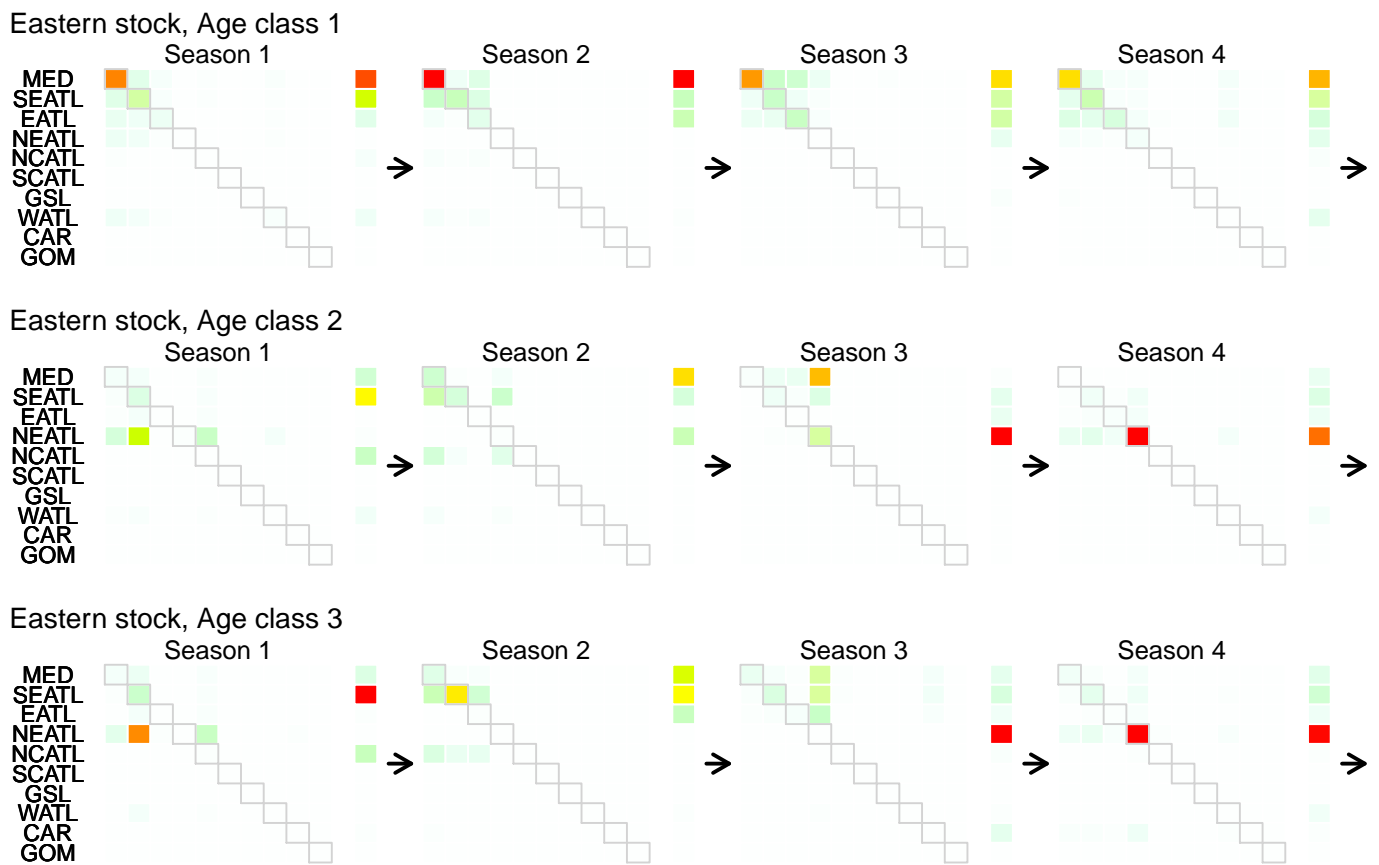 Eastern stock, Age class 1
Season 1 Season 2 Season 3 Season 4
MED
SEATL
EATL
NEATL
NCATL
SCATL
GSL
WATL
CAR
GOM
Eastern stock, Age class 2
Season 1 Season 2 Season 3 Season 4
MED
SEATL
EATL
NEATL
NCATL
SCATL
GSL
WATL
CAR
GOM
Eastern stock, Age class 3
Season 1 Season 2 Season 3 Season 4
MED
SEATL
EATL
NEATL
NCATL
SCATL
GSL
WATL
CAR
GOM